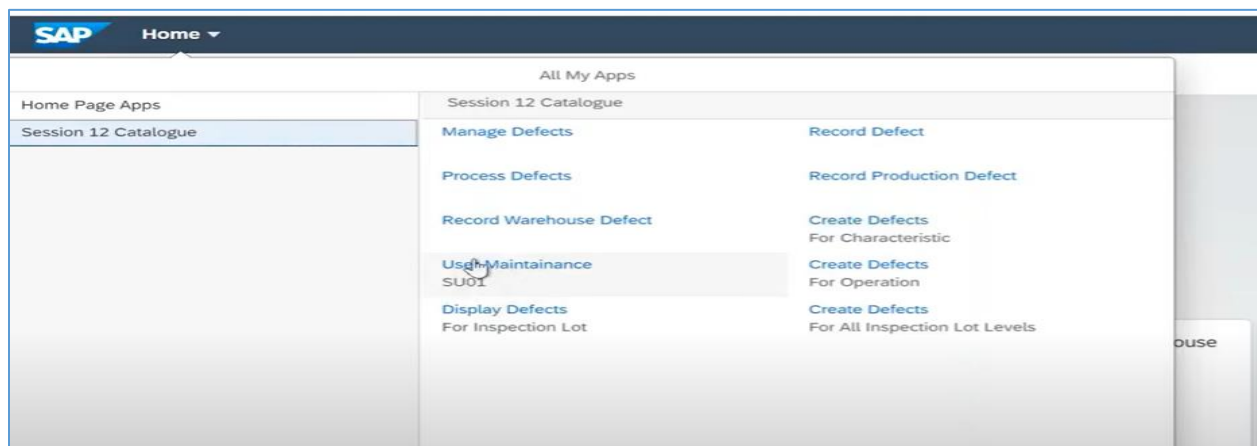 SAP Home
All My Apps
Home Page Apps
Session 12 Catalogue
Session 12 Catalogue
Manage Defects
Record Defect
Process Defects
Record Production Defect
Record Warehouse Defect
Create Defects
For Characteristic
User Maintainance
SU01
Create Defects
For Operation
Display Defects
For Inspection Lot
Create Defects
For All Inspection Lot Levels
ouse